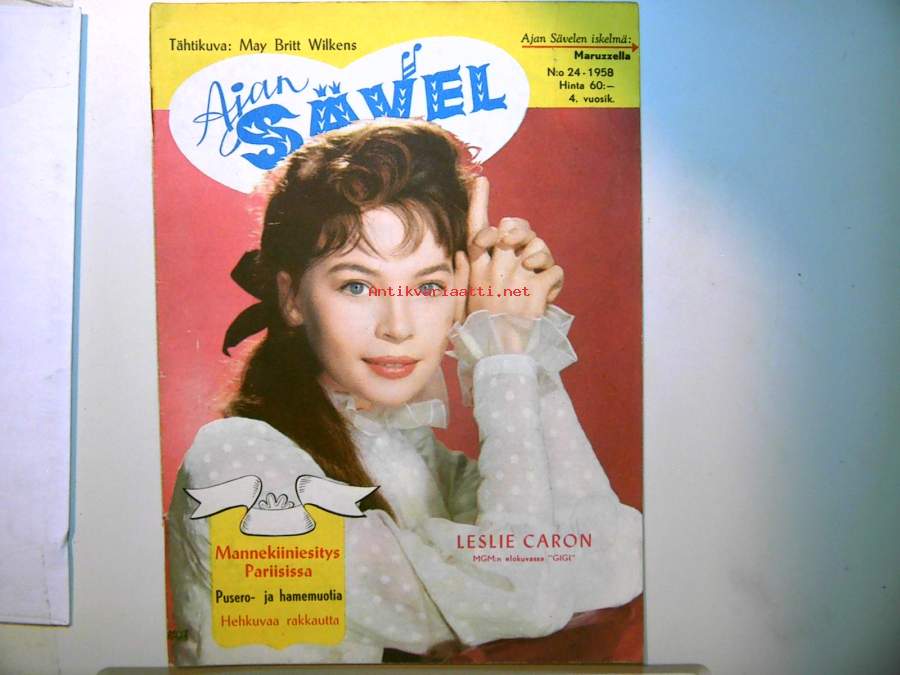 Tähtikuva: May Britt Wilkens
Ajan Sävelen iskelmä:
Maruzzella
N:o 24 - 1958
Hinta 60:—
4. vuosik.
Ajan
SÄVEL
Antikvariaatti.net
LESLIE CARON
MGM:n elokuvassa "GIGI"
Mannekiiniesitys
Pariisissa
Pusero- ja hamemuotia
Hehkuvaa rakkautta